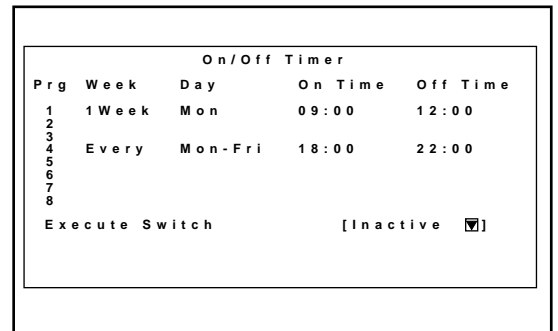 On/Off Timer
Prg Week Day On Time Off Time
1 1Week Mon 09:00 12:00
2
3
4 Every Mon-Fri 18:00 22:00
5
6
7
8
Execute Switch [Inactive ▼]